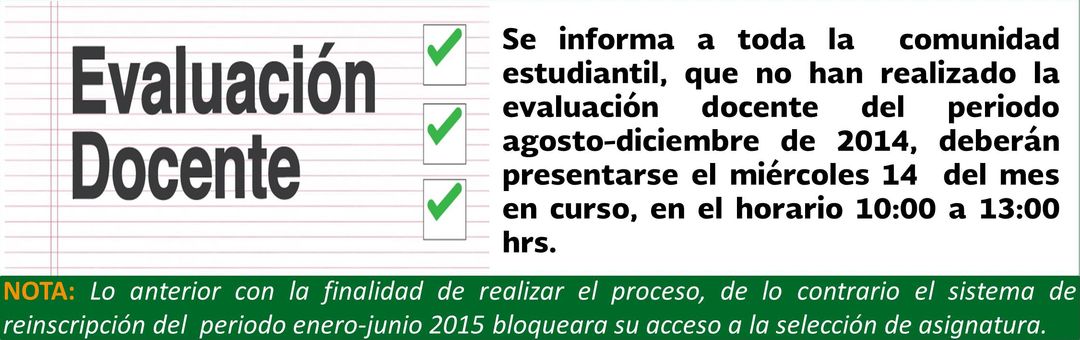 Evaluación
Docente
Se informa a toda la comunidad
estudiantil, que no han realizado la
evaluación docente del periodo
agosto-diciembre de 2014, deberán
presentarse el miércoles 14 del mes
en curso, en el horario 10:00 a 13:00
hrs.
NOTA: Lo anterior con la finalidad de realizar el proceso, de lo contrario el sistema de
reinscripción del periodo enero-junio 2015 bloqueara su acceso a la selección de asignatura.